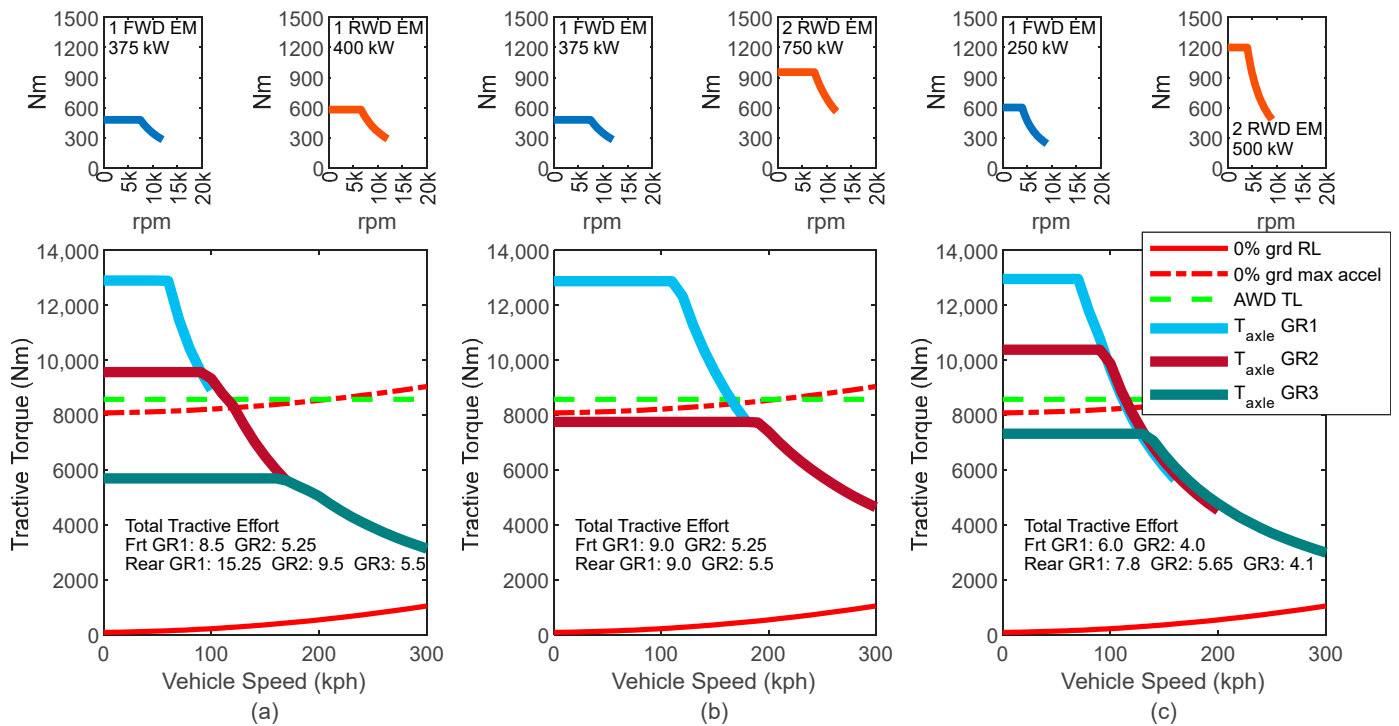 1500
1200
900
600
300
0
Nm
1 FWD EM
375 kW
0
5k
10k
15k
20k
rpm
1500
1200
900
600
300
0
Nm
1 RWD EM
400 kW
0
5k
10k
15k
20k
rpm
1500
1200
900
600
300
0
Nm
1 FWD EM
375 kW
0
5k
10k
15k
20k
rpm
1500
1200
900
600
300
0
Nm
2 RWD EM
750 kW
0
5k
10k
15k
20k
rpm
1500
1200
900
600
300
0
Nm
1 FWD EM
250 kW
0
5k
10k
15k
20k
rpm
1500
1200
900
600
300
0
Nm
2 RWD EM
500 kW
0
5k
10k
15k
20k
rpm
14,000
12,000
10,000
8000
6000
4000
2000
0
Tractive Torque (Nm)
Total Tractive Effort
Frt GR1: 8.5 GR2: 5.25
Rear GR1: 15.25 GR2: 9.5 GR3: 5.5
0 100 200 300
Vehicle Speed (kph)
(a)
14,000
12,000
10,000
8000
6000
4000
2000
0
Tractive Torque (Nm)
Total Tractive Effort
Frt GR1: 9.0 GR2: 5.25
Rear GR1: 9.0 GR2: 5.5
0 100 200 300
Vehicle Speed (kph)
(b)
14,000
12,000
10,000
8000
6000
4000
2000
0
Tractive Torque (Nm)
0% grd RL
0% grd max accel
AWD TL
T_axle GR1
T_axle GR2
T_axle GR3
Total Tractive Effort
Frt GR1: 6.0 GR2: 4.0
Rear GR1: 7.8 GR2: 5.65 GR3: 4.1
0 100 200 300
Vehicle Speed (kph)
(c)